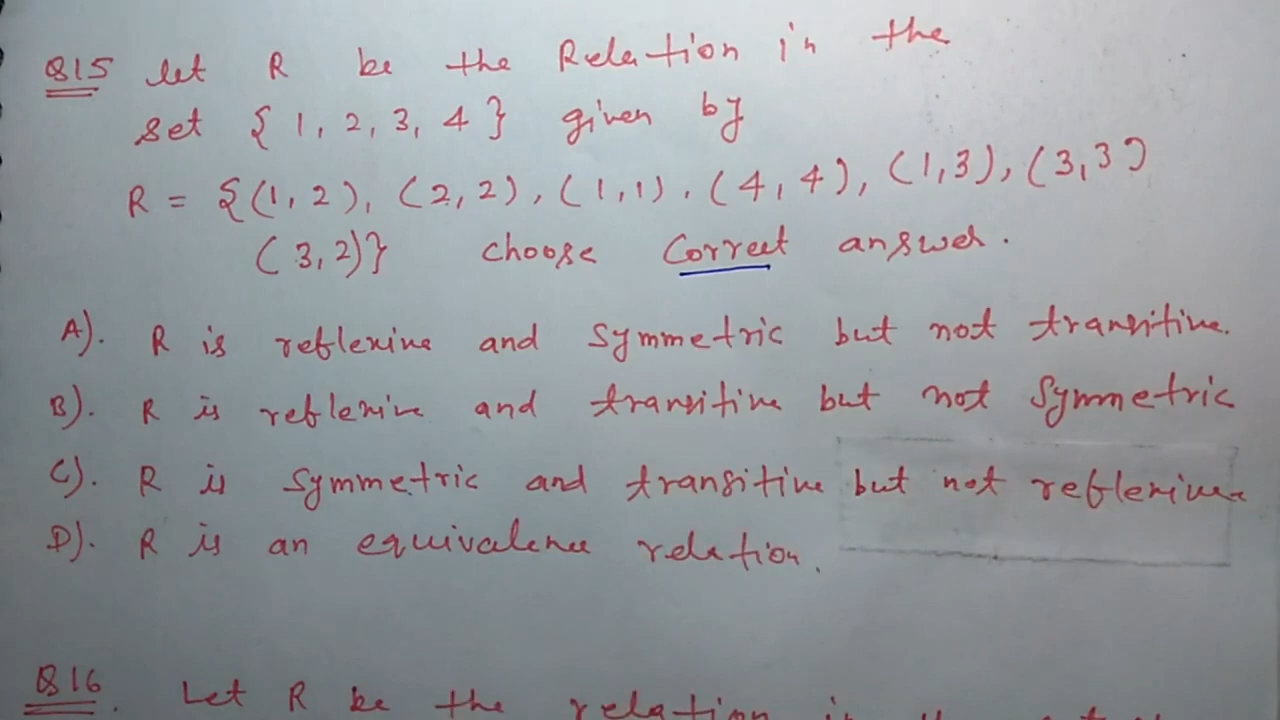 Q15 let R be the Relation in the
set { 1, 2, 3, 4 } given by
R = {(1, 2), (2, 2), (1, 1), (4, 4), (1, 3), (3, 3)
(3, 2)} choose Correct answer.
A). R is reflexive and symmetric but not transitive.
B). R is reflexive and transitive but not symmetric
C). R is symmetric and transitive but not reflexive
D). R is an equivalence relation.
Q16. Let R be the relation in the